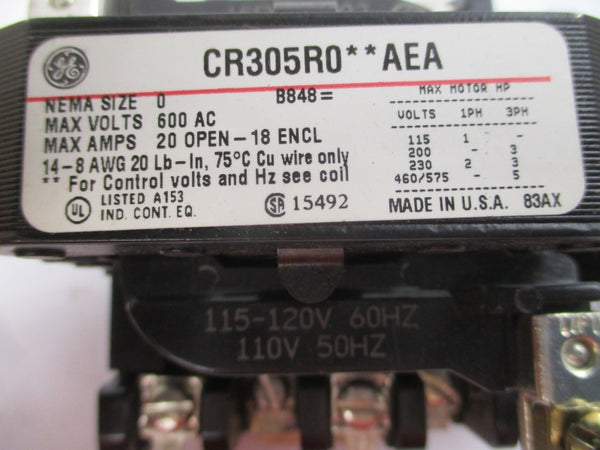 GE
CR305R0**AEA
NEMA SIZE 0 B848=
MAX VOLTS 600 AC
MAX AMPS 20 OPEN-18 ENCL
14-8 AWG 20 Lb-In, 75°C Cu wire only
** For Control volts and Hz see coil
UL LISTED A153
IND. CONT. EQ.
SA 15492
MAX MOTOR HP
VOLTS 1PH 3PH
115 1 -
200 - 3
230 2 3
460/575 - 5
MADE IN U.S.A. 83AX
115-120V 60HZ
110V 50HZ